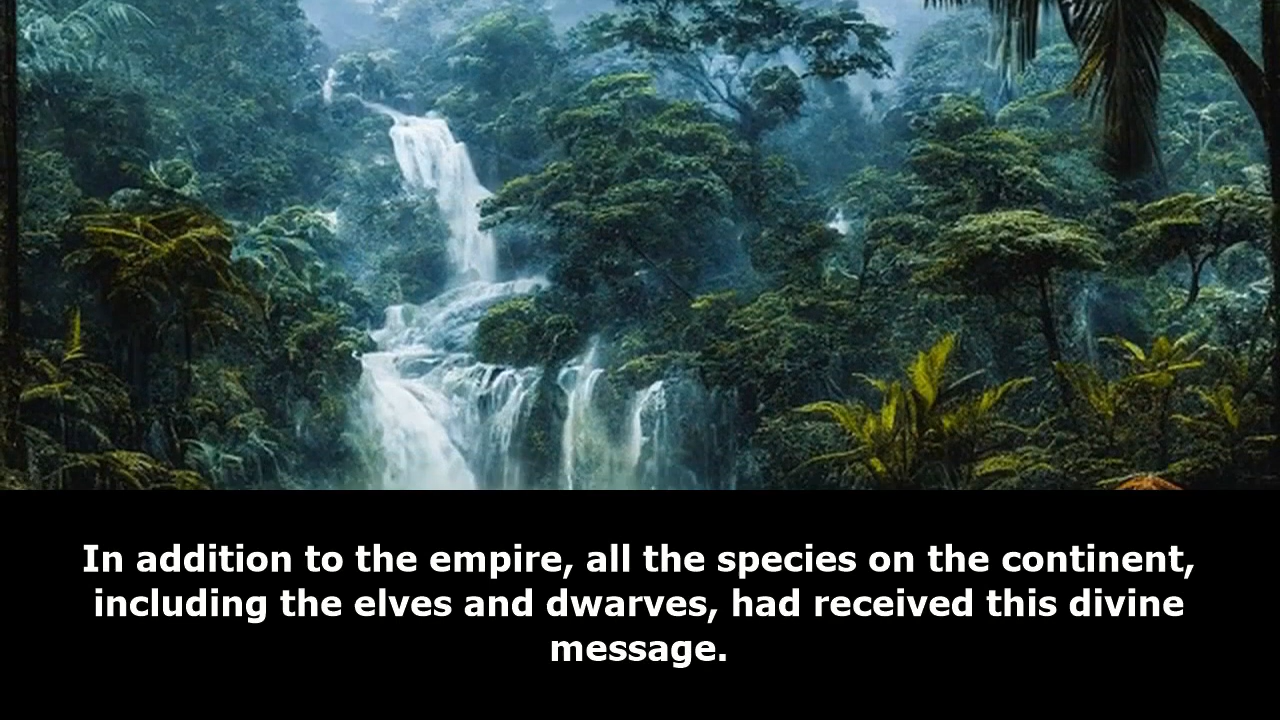 In addition to the empire, all the species on the continent,
including the elves and dwarves, had received this divine
message.